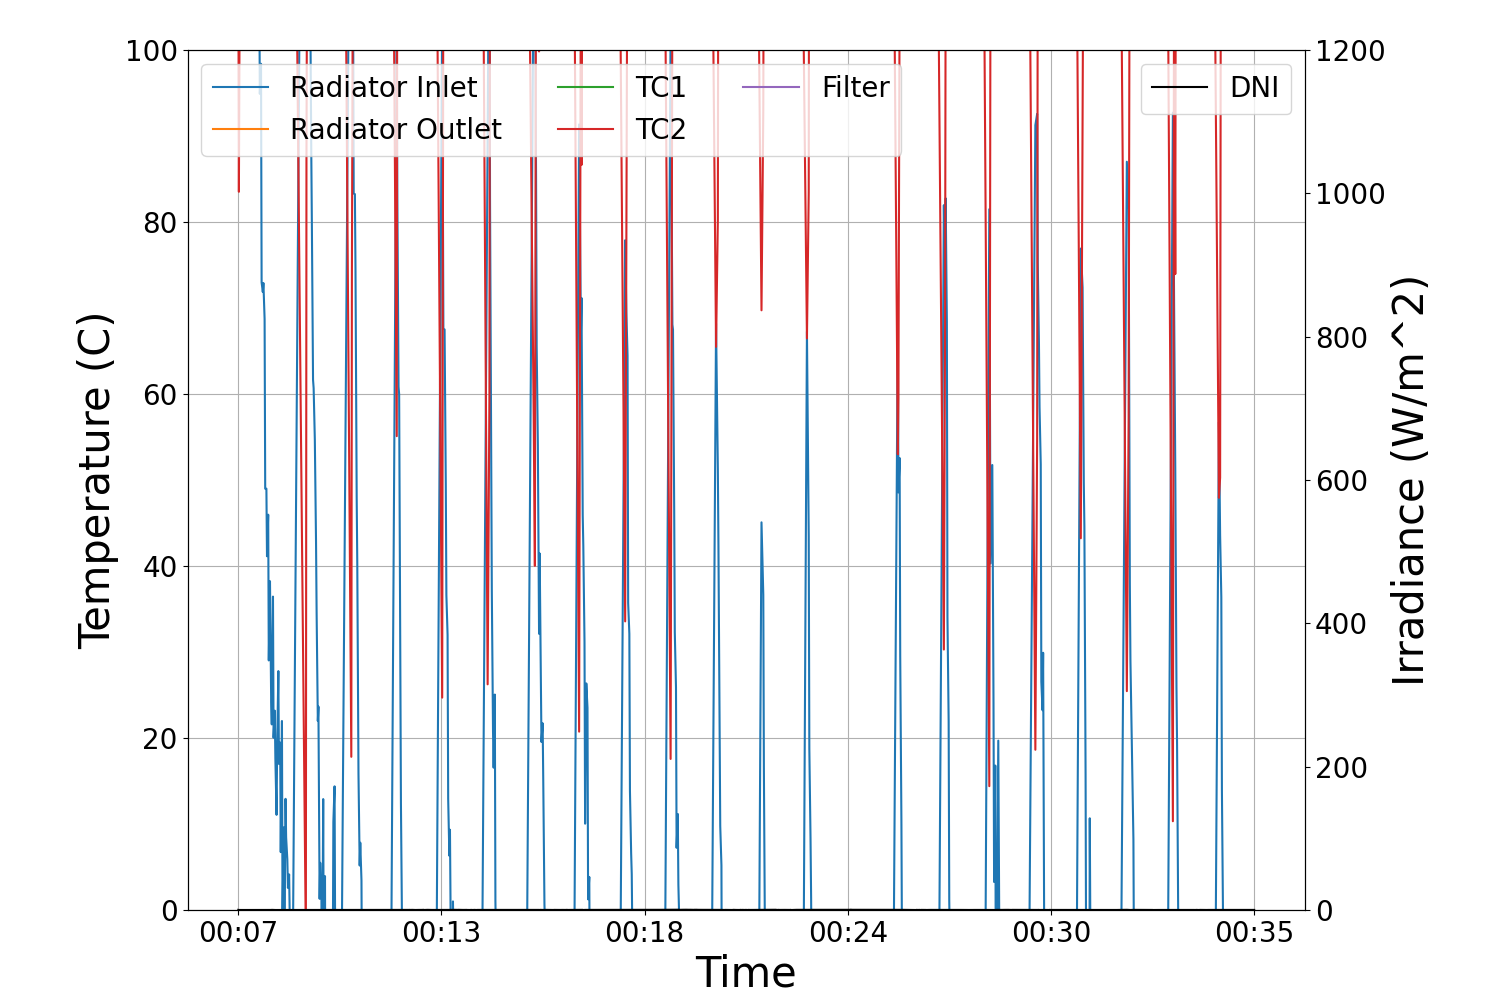 100
80
60
40
20
0
Temperature (C)
Radiator Inlet
Radiator Outlet
TC1
TC2
Filter
DNI
1200
1000
800
600
400
200
0
Irradiance (W/m^2)
00:07
00:13
00:18
00:24
00:30
00:35
Time